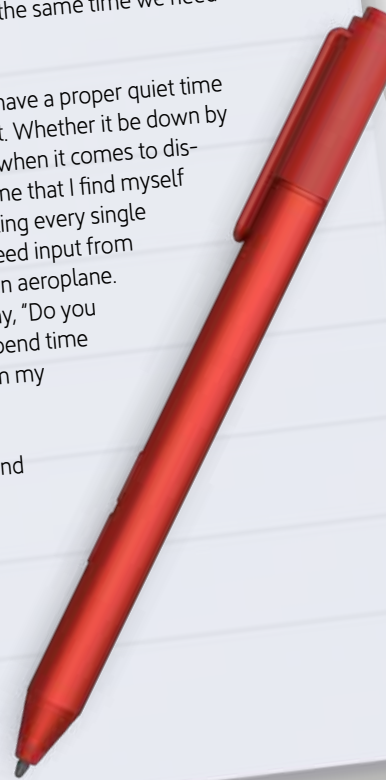 the same time we need
have a proper quiet time
t. Whether it be down by
when it comes to dis-
me that I find myself
ing every single
eed input from
n aeroplane.
y, “Do you
pend time
n my
nd